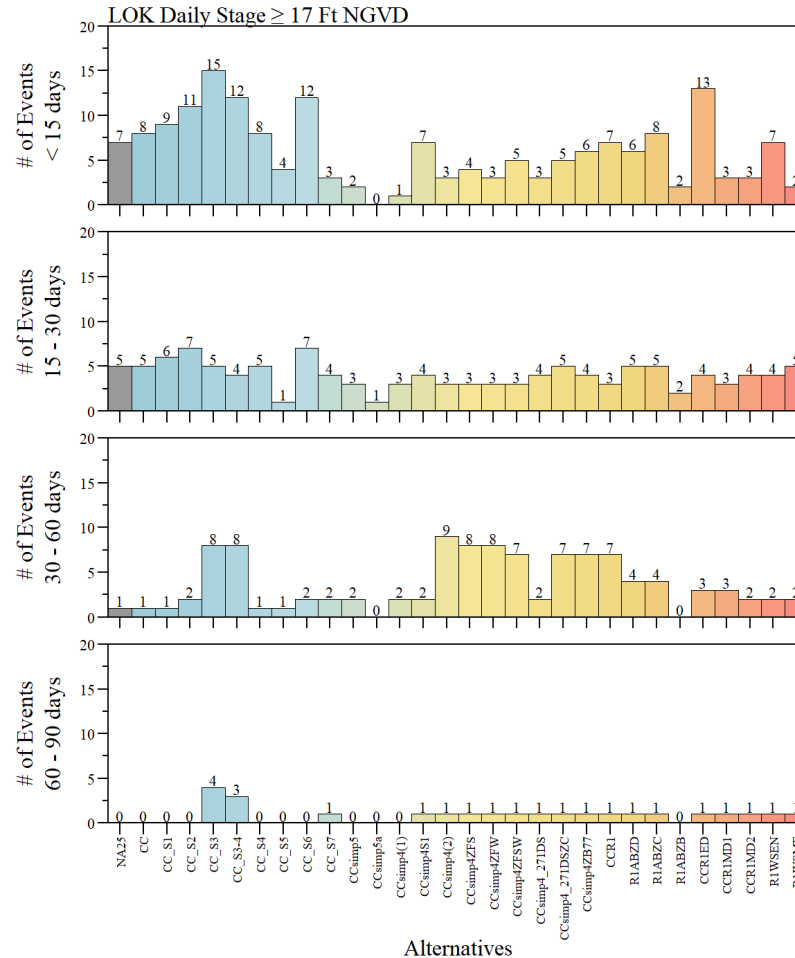 LOK Daily Stage ≥ 17 Ft NGVD
# of Events
< 15 days
20
15
10
5
0
7 8 9 11 15 12 8 4 12 3 2 0 1 7 3 4 3 5 3 5 6 7 6 8 2 13 3 3 7 2
# of Events
15 - 30 days
20
15
10
5
0
5 5 6 7 5 4 5 1 7 4 3 1 3 4 3 3 3 3 4 5 4 3 5 5 2 4 3 4 4 5
# of Events
30 - 60 days
20
15
10
5
0
1 1 1 2 8 8 1 1 2 2 2 0 2 2 9 8 8 7 2 7 7 7 4 4 0 3 3 2 2 2
# of Events
60 - 90 days
20
15
10
5
0
0 0 0 0 4 3 0 0 0 1 0 0 0 1 1 1 1 1 1 1 1 1 1 1 0 1 1 1 1 1
NA25
CC
CC_S1
CC_S2
CC_S3
CC_S3-4
CC_S4
CC_S5
CC_S6
CC_S7
CCsimp5
CCsimp5a
CCsimp4(1)
CCsimp4S1
CCsimp4(2)
CCsimp4ZFS
CCsimp4ZFW
CCsimp4ZFSW
CCsimp4_271DS
CCsimp4_271DSZC
CCsimp4ZB77
CCR1
R1ABZD
R1ABZC
R1ABZB
CCR1ED
CCR1MD1
CCR1MD2
R1WSEN
Alternatives